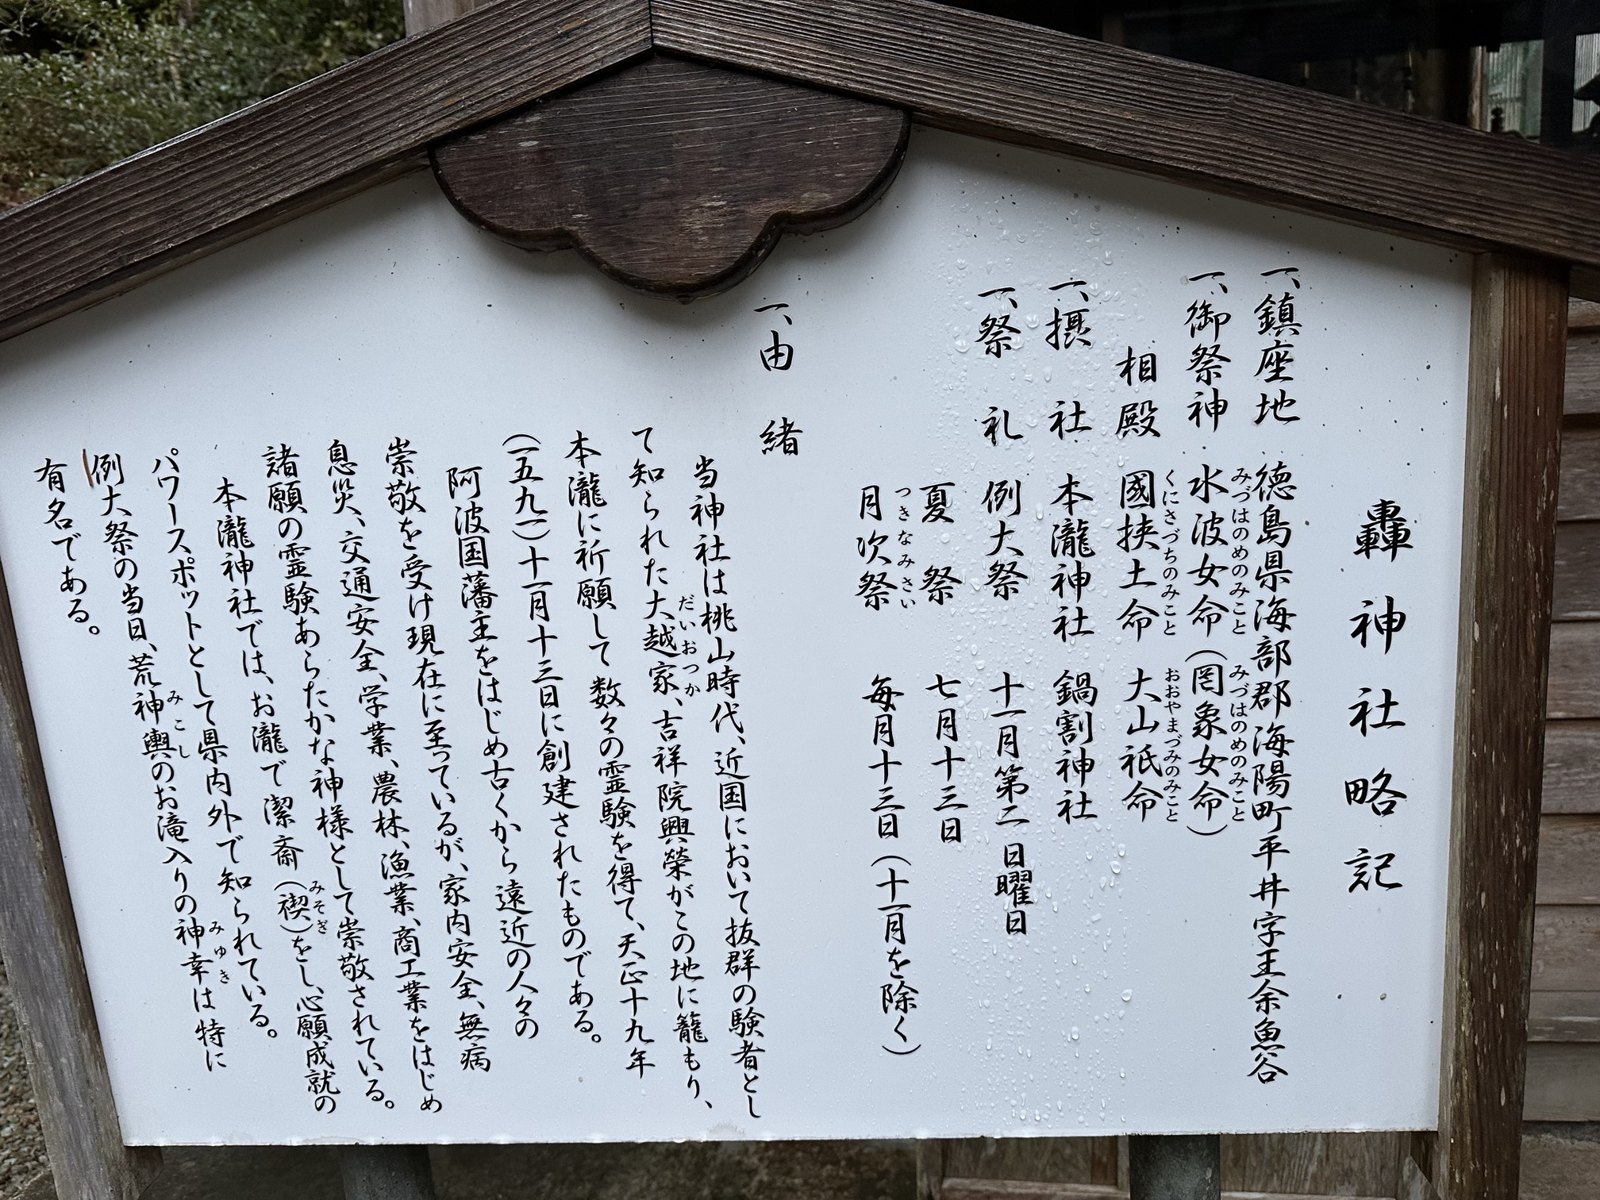 轟神社略記
一、鎮座地 徳島県海部郡海陽町平井字王余魚谷
一、御祭神 水波女命(罔象女命)
みづはのめのみこと みづはのめのみこと
相殿 國挟土命 大山祇命
くにさづちのみこと おおやまづみのみこと
一、摂社 本瀧神社 鍋割神社
一、祭礼 例大祭 十一月第二日曜日
夏祭 七月十三日
月次祭 毎月十三日(十一月を除く)
つきなみさい
一、由緒
当神社は桃山時代、近国において抜群の験者とし
て知られた大越家、吉祥院興榮がこの地に籠もり、
だいおつか
本瀧に祈願して数々の霊験を得て、天正十九年
(一五九一)十一月十三日に創建されたものである。
阿波国藩主をはじめ古くから遠近の人々の
崇敬を受け現在に至っているが、家内安全、無病
息災、交通安全、学業、農林、漁業、商工業をはじめ
諸願の霊験あらたかな神様として崇敬されている。
本瀧神社では、お瀧で潔斎(禊)をし、心願成就の
みそぎ
パワースポットとして県内外で知られている。
例大祭の当日、荒神輿のお滝入りの神幸は特に
みこし みゆき
有名である。